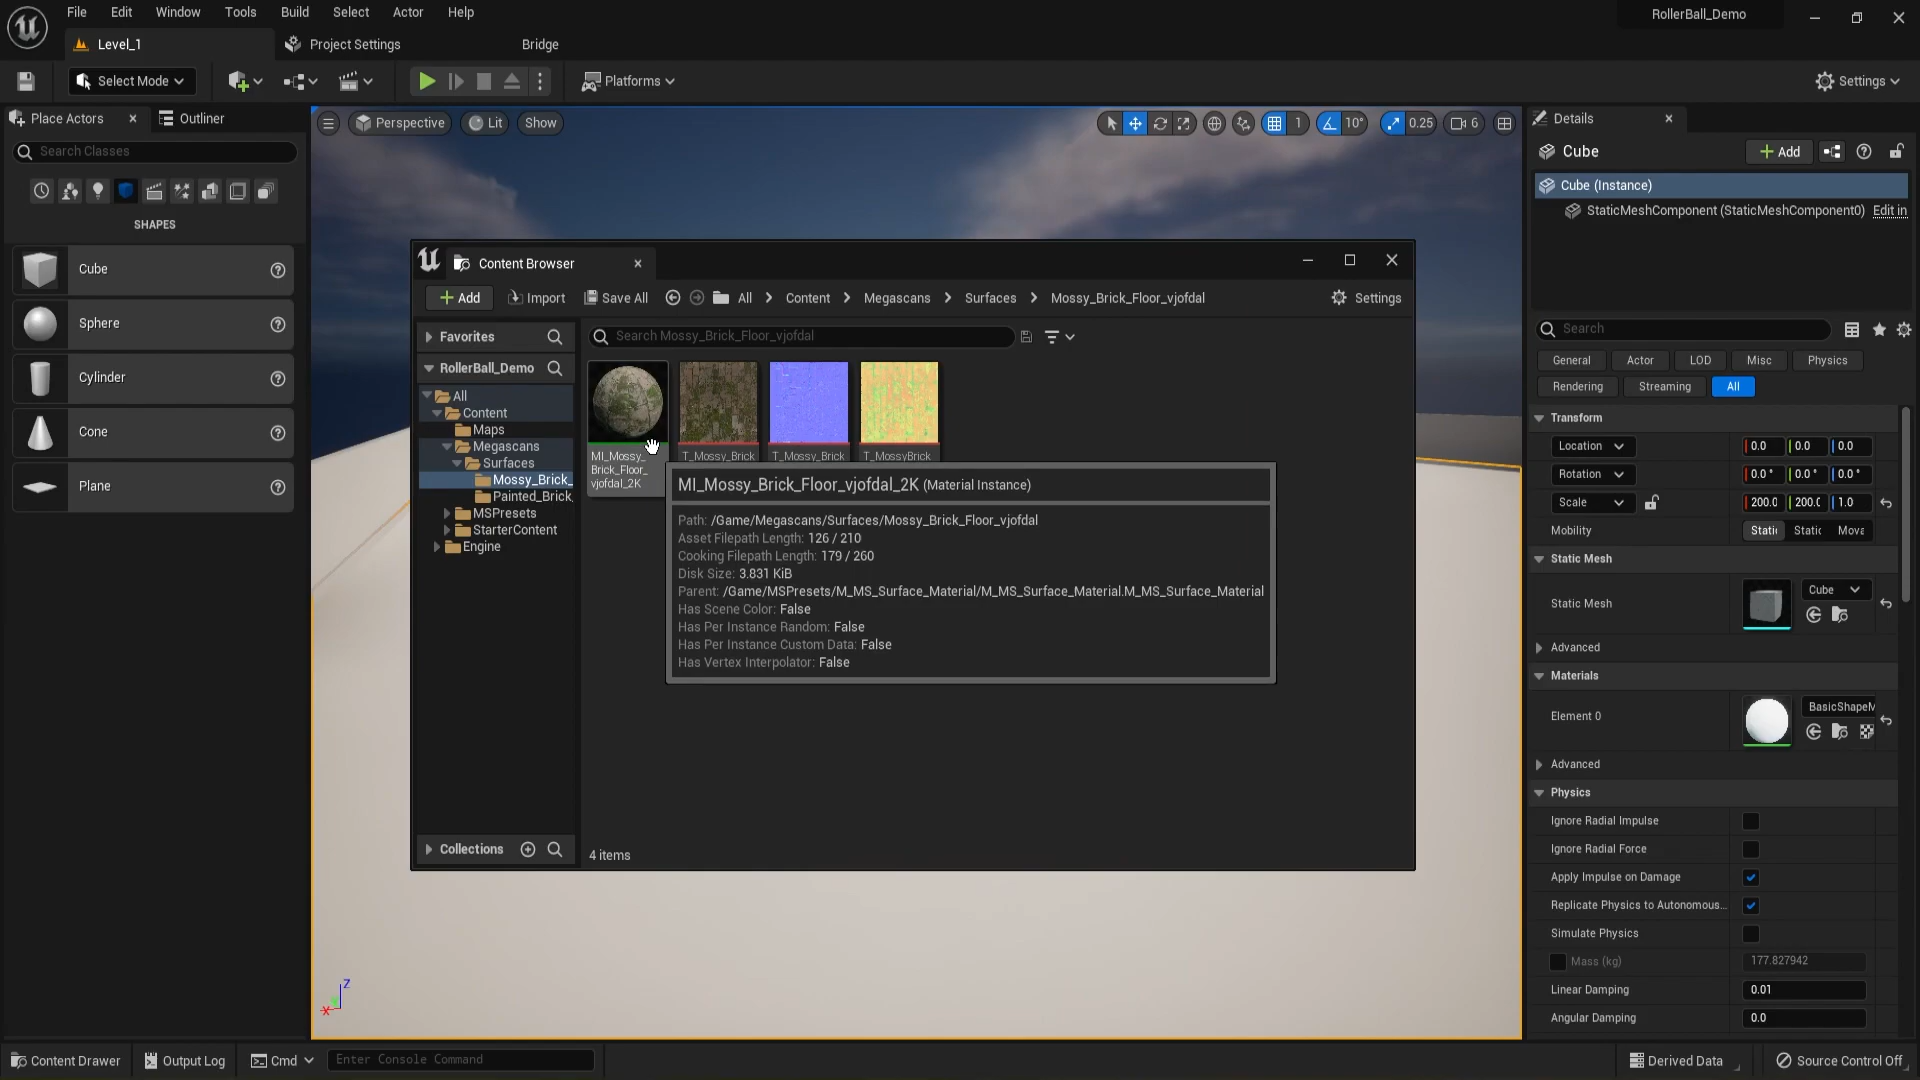 File Edit Window Tools Build Select Actor Help
RollerBall_Demo
Level_1
Project Settings
Bridge
Select Mode
Platforms
Settings
Place Actors
Outliner
Search Classes
SHAPES
Cube
Sphere
Cylinder
Cone
Plane
Perspective
Lit
Show
1
10°
0.25
6
Content Browser
Add
Import
Save All
All
Content
Megascans
Surfaces
Mossy_Brick_Floor_vjofdal
Settings
Favorites
Search Mossy_Brick_Floor_vjofdal
RollerBall_Demo
All
Content
Maps
Megascans
Surfaces
Mossy_Brick_
Painted_Brick
MSPresets
StarterContent
Engine
Collections
MI_Mossy_
Brick_Floor_
vjofdal_2K
T_Mossy_Brick
T_Mossy_Brick
T_MossyBrick
MI_Mossy_Brick_Floor_vjofdal_2K (Material Instance)
Path: /Game/Megascans/Surfaces/Mossy_Brick_Floor_vjofdal
Asset Filepath Length: 126 / 210
Cooking Filepath Length: 179 / 260
Disk Size: 3.831 KiB
Parent: /Game/MSPresets/M_MS_Surface_Material/M_MS_Surface_Material.M_MS_Surface_Material
Has Scene Color: False
Has Per Instance Random: False
Has Per Instance Custom Data: False
Has Vertex Interpolator: False
4 items
Z
X
Details
Cube
Add
Cube (Instance)
StaticMeshComponent (StaticMeshComponent0) Edit in
Search
General
Actor
LOD
Misc
Physics
Rendering
Streaming
All
Transform
Location 0.0 0.0 0.0
Rotation 0.0 ° 0.0 ° 0.0 °
Scale 200.0 200.0 1.0
Mobility Static Static Mova
Static Mesh
Static Mesh
Cube
Advanced
Materials
Element 0
BasicShapeM
Advanced
Physics
Ignore Radial Impulse
Ignore Radial Force
Apply Impulse on Damage
Replicate Physics to Autonomous...
Simulate Physics
Mass (kg) 177.827942
Linear Damping 0.01
Angular Damping 0.0
Content Drawer
Output Log
Cmd
Enter Console Command
Derived Data
Source Control Off